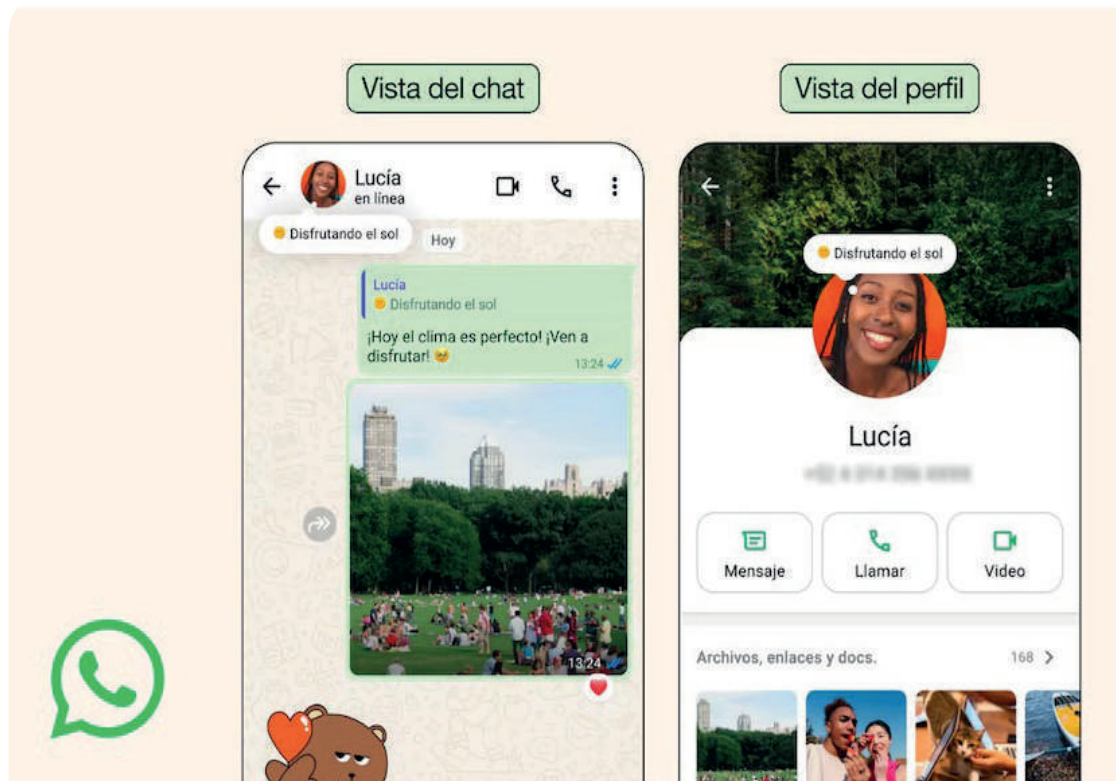 Vista del chat
Lucía
en línea
☀️ Disfrutando el sol
Hoy
Lucía
☀️ Disfrutando el sol
¡Hoy el clima es perfecto! ¡Ven a
disfrutar! 🥹
13:24
13:24
Vista del perfil
☀️ Disfrutando el sol
Lucía
Mensaje
Llamar
Video
Archivos, enlaces y docs.
168